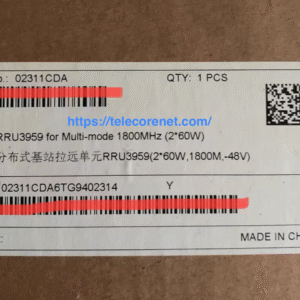 o.: 02311CDA QTY: 1 PCS
https://telecorenet.com/
RRU3959 for Multi-mode 1800MHz (2*60W)
分布式基站拉远单元RRU3959(2*60W,1800M,-48V)
02311CDA6TG9402314 Y
MADE IN CH